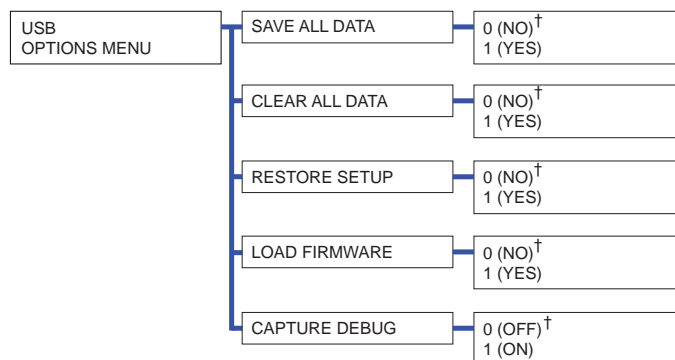 USB
OPTIONS MENU
SAVE ALL DATA
0 (NO)†
1 (YES)
CLEAR ALL DATA
0 (NO)†
1 (YES)
RESTORE SETUP
0 (NO)†
1 (YES)
LOAD FIRMWARE
0 (NO)†
1 (YES)
CAPTURE DEBUG
0 (OFF)†
1 (ON)